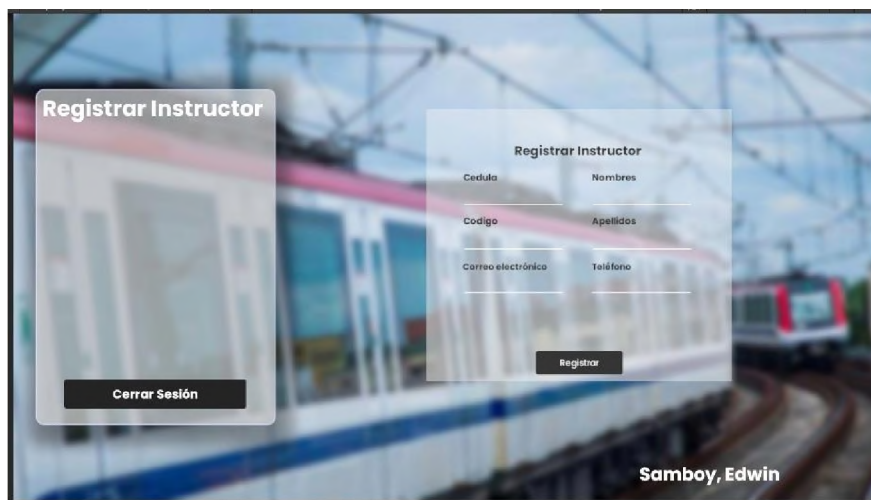 Registrar Instructor
Registrar Instructor
Cedula Nombres
Codigo Apellidos
Correo electrónico Teléfono
Registrar
Cerrar Sesión
Samboy, Edwin